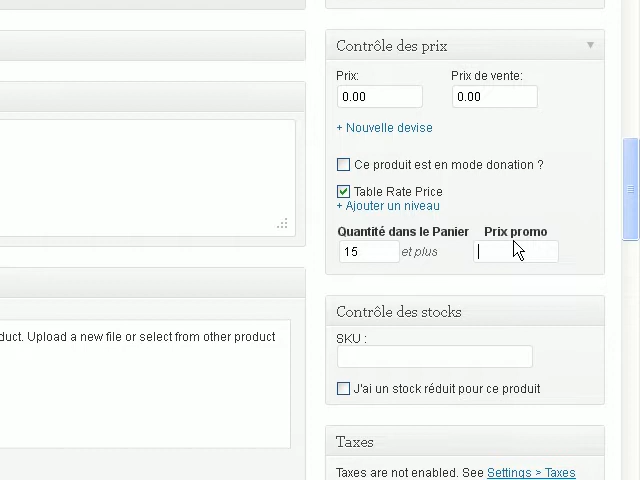 Contrôle des prix
Prix: Prix de vente:
0.00 0.00
+ Nouvelle devise
Ce produit est en mode donation ?
Table Rate Price
+ Ajouter un niveau
Quantité dans le Panier Prix promo
15 et plus
Contrôle des stocks
SKU :
duct. Upload a new file or select from other product
J'ai un stock réduit pour ce produit
Taxes
Taxes are not enabled. See Settings > Taxes